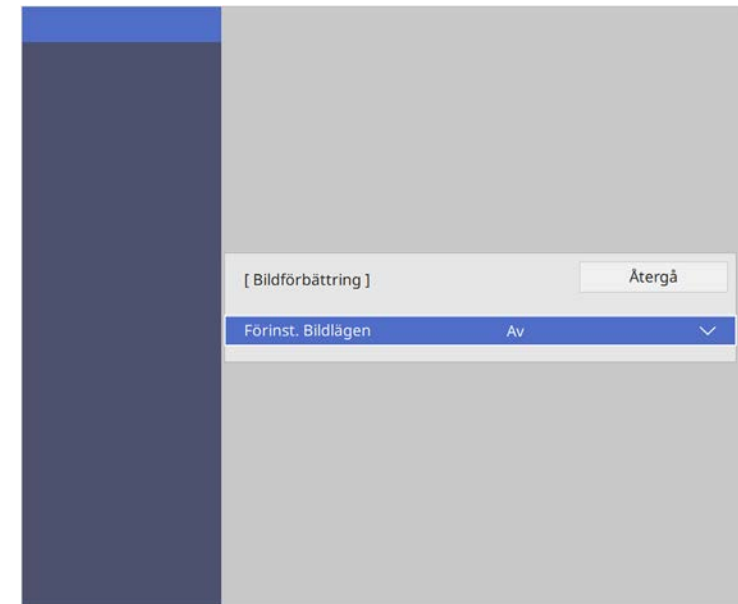 [ Bildförbättring ]
Återgå
Förinst. Bildlägen Av